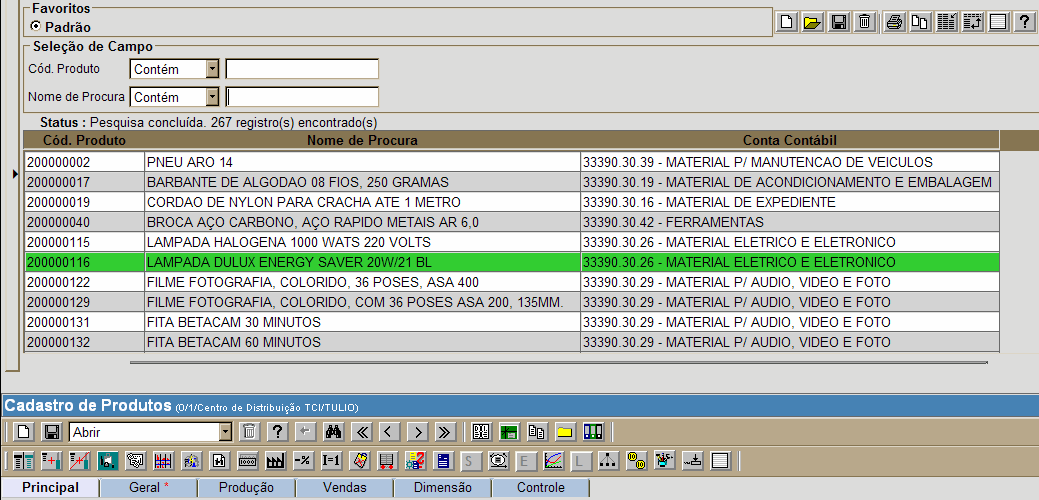 Favoritos
Padrão
Seleção de Campo
Cód. Produto Contém
Nome de Procura Contém
Status : Pesquisa concluída. 267 registro(s) encontrado(s)
Cód. Produto Nome de Procura Conta Contábil
200000002 PNEU ARO 14 33390.30.39 - MATERIAL P/ MANUTENCAO DE VEICULOS
200000017 BARBANTE DE ALGODAO 08 FIOS, 250 GRAMAS 33390.30.19 - MATERIAL DE ACONDICIONAMENTO E EMBALAGEM
200000019 CORDAO DE NYLON PARA CRACHA ATE 1 METRO 33390.30.16 - MATERIAL DE EXPEDIENTE
200000040 BROCA AÇO CARBONO, AÇO RAPIDO METAIS AR 6,0 33390.30.42 - FERRAMENTAS
200000115 LAMPADA HALOGENA 1000 WATS 220 VOLTS 33390.30.26 - MATERIAL ELETRICO E ELETRONICO
200000116 LAMPADA DULUX ENERGY SAVER 20W/21 BL 33390.30.26 - MATERIAL ELETRICO E ELETRONICO
200000122 FILME FOTOGRAFIA, COLORIDO, 36 POSES, ASA 400 33390.30.29 - MATERIAL P/ AUDIO, VIDEO E FOTO
200000129 FILME FOTOGRAFIA, COLORIDO, COM 36 POSES ASA 200, 135MM. 33390.30.29 - MATERIAL P/ AUDIO, VIDEO E FOTO
200000131 FITA BETACAM 30 MINUTOS 33390.30.29 - MATERIAL P/ AUDIO, VIDEO E FOTO
200000132 FITA BETACAM 60 MINUTOS 33390.30.29 - MATERIAL P/ AUDIO, VIDEO E FOTO
Cadastro de Produtos (0/1/Centro de Distribuição TCI/TULIO)
Abrir ?
-% I=1 S E L
Principal Geral * Produção Vendas Dimensão Controle